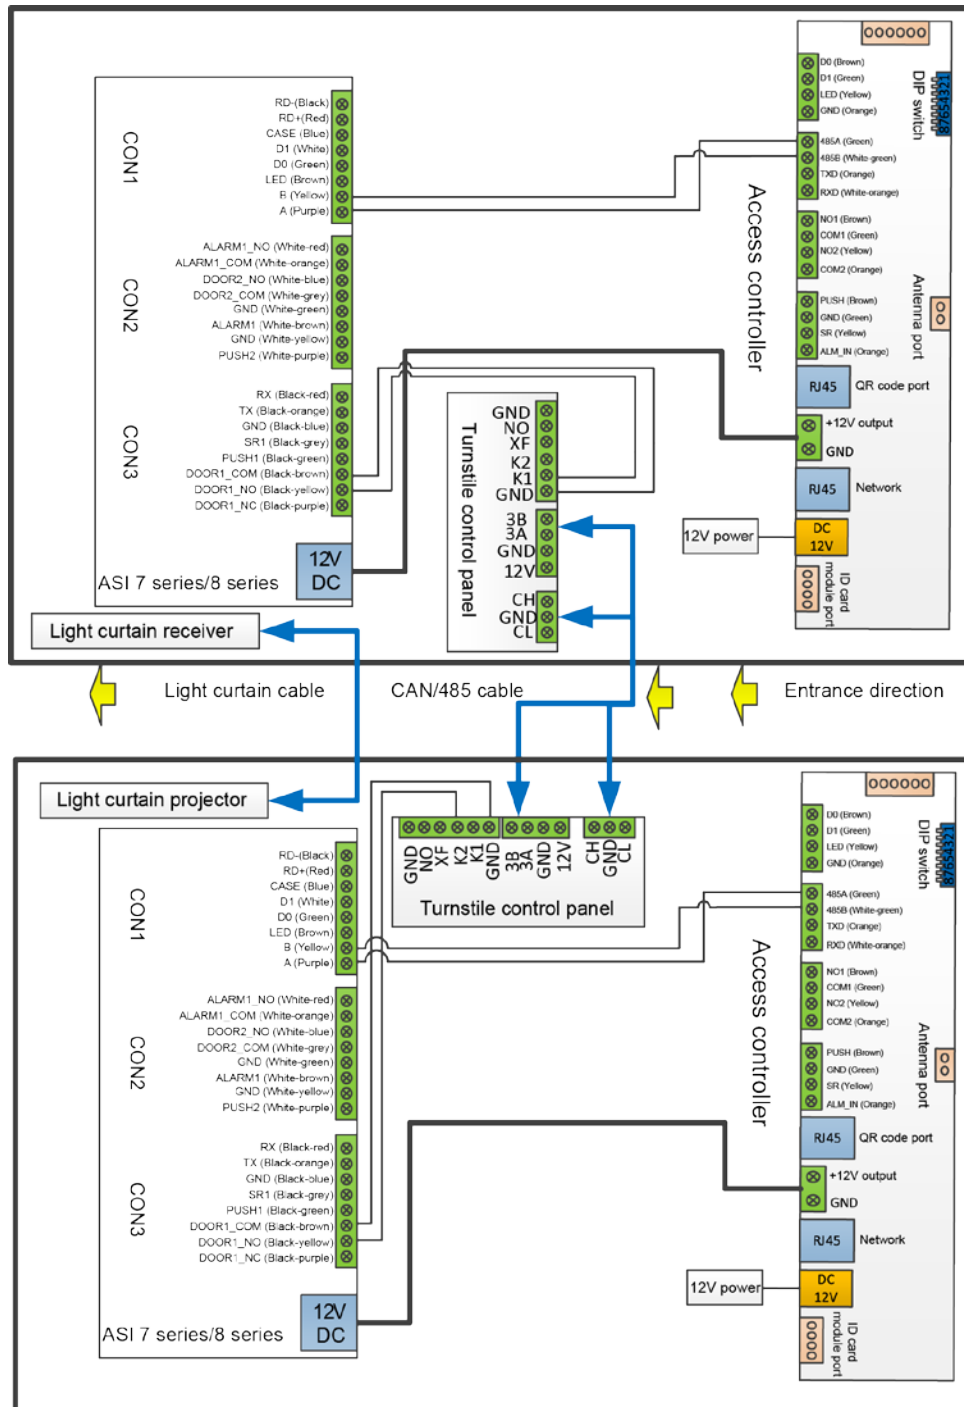 RD-(Black)
RD+(Red)
CASE (Blue)
D1 (White)
D0 (Green)
LED (Brown)
B (Yellow)
A (Purple)
CON1
ALARM1_NO (White-red)
ALARM1_COM (White-orange)
DOOR2_NO (White-blue)
DOOR2_COM (White-grey)
GND (White-green)
ALARM1 (White-brown)
GND (White-yellow)
PUSH2 (White-purple)
CON2
RX (Black-red)
TX (Black-orange)
GND (Black-blue)
SR1 (Black-grey)
PUSH1 (Black-green)
DOOR1_COM (Black-brown)
DOOR1_NO (Black-yellow)
DOOR1_NC (Black-purple)
CON3
12V
DC
ASI 7 series/8 series
GND
NO
XF
K2
K1
GND
3B
3A
GND
12V
CH
GND
CL
Turnstile control panel
D0 (Brown)
D1 (Green)
LED (Yellow)
GND (Orange)
DIP switch
87654321
485A (Green)
485B (White-green)
TXD (Orange)
RXD (White-orange)
NO1 (Brown)
COM1 (Green)
NO2 (Yellow)
COM2 (Orange)
Access controller
PUSH (Brown)
GND (Green)
SR (Yellow)
ALM_IN (Orange)
Antenna port
RJ45
QR code port
+12V output
GND
RJ45
Network
12V power
DC
12V
ID card
module port
Light curtain receiver
Light curtain cable
CAN/485 cable
Entrance direction
Light curtain projector
GND
NO
XF
K2
K1
GND
3B
3A
GND
12V
CH
GND
CL
Turnstile control panel
RD-(Black)
RD+(Red)
CASE (Blue)
D1 (White)
D0 (Green)
LED (Brown)
B (Yellow)
A (Purple)
CON1
ALARM1_NO (White-red)
ALARM1_COM (White-orange)
DOOR2_NO (White-blue)
DOOR2_COM (White-grey)
GND (White-green)
ALARM1 (White-brown)
GND (White-yellow)
PUSH2 (White-purple)
CON2
RX (Black-red)
TX (Black-orange)
GND (Black-blue)
SR1 (Black-grey)
PUSH1 (Black-green)
DOOR1_COM (Black-brown)
DOOR1_NO (Black-yellow)
DOOR1_NC (Black-purple)
CON3
12V
DC
ASI 7 series/8 series
D0 (Brown)
D1 (Green)
LED (Yellow)
GND (Orange)
DIP switch
87654321
485A (Green)
485B (White-green)
TXD (Orange)
RXD (White-orange)
NO1 (Brown)
COM1 (Green)
NO2 (Yellow)
COM2 (Orange)
Access controller
PUSH (Brown)
GND (Green)
SR (Yellow)
ALM_IN (Orange)
Antenna port
RJ45
QR code port
+12V output
GND
RJ45
Network
12V power
DC
12V
ID card
module port